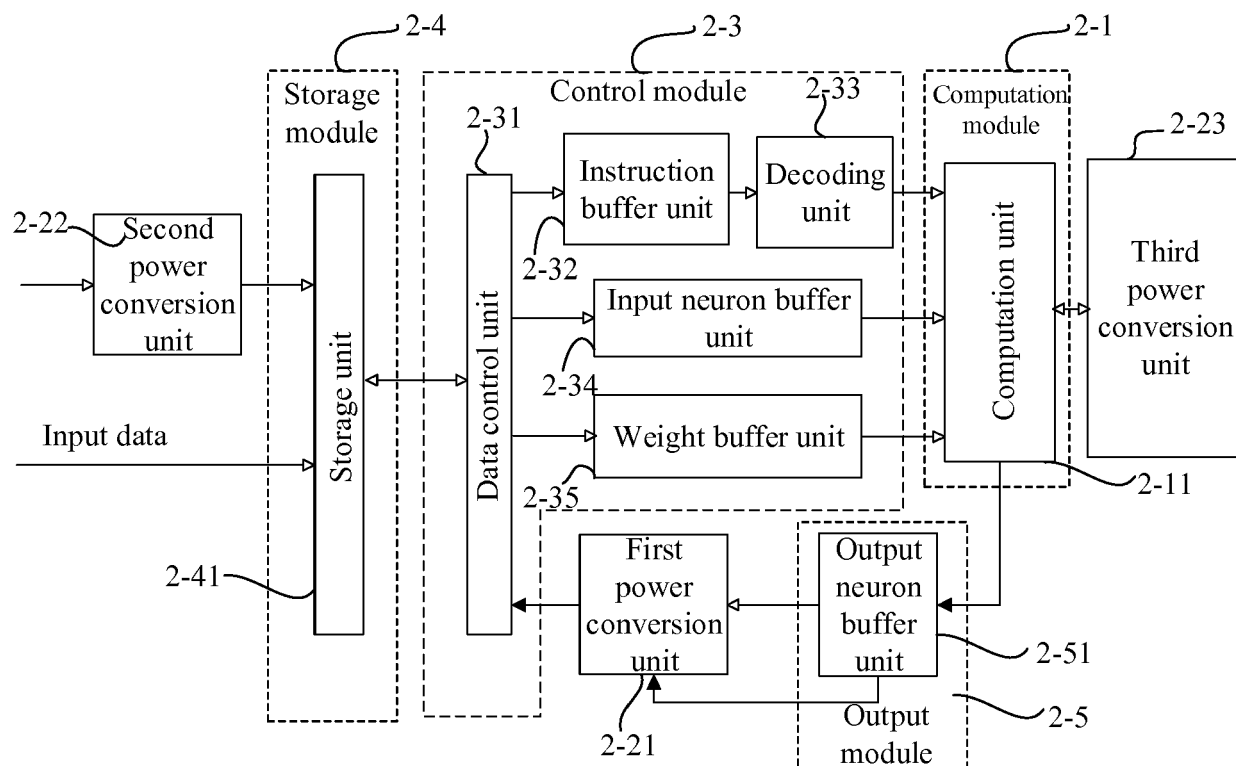 2-4
2-3
2-1
Storage
module
Control module
Computation
module
2-31
2-33
2-23
Instruction
buffer unit
Decoding
unit
2-22
Second
power
conversion
unit
2-32
Input neuron buffer
unit
2-34
Third
power
conversion
unit
Storage unit
Data control unit
Computation unit
Input data
Weight buffer unit
2-35
2-11
2-41
First
power
conversion
unit
Output
neuron
buffer
unit
2-51
2-21
Output
module
2-5